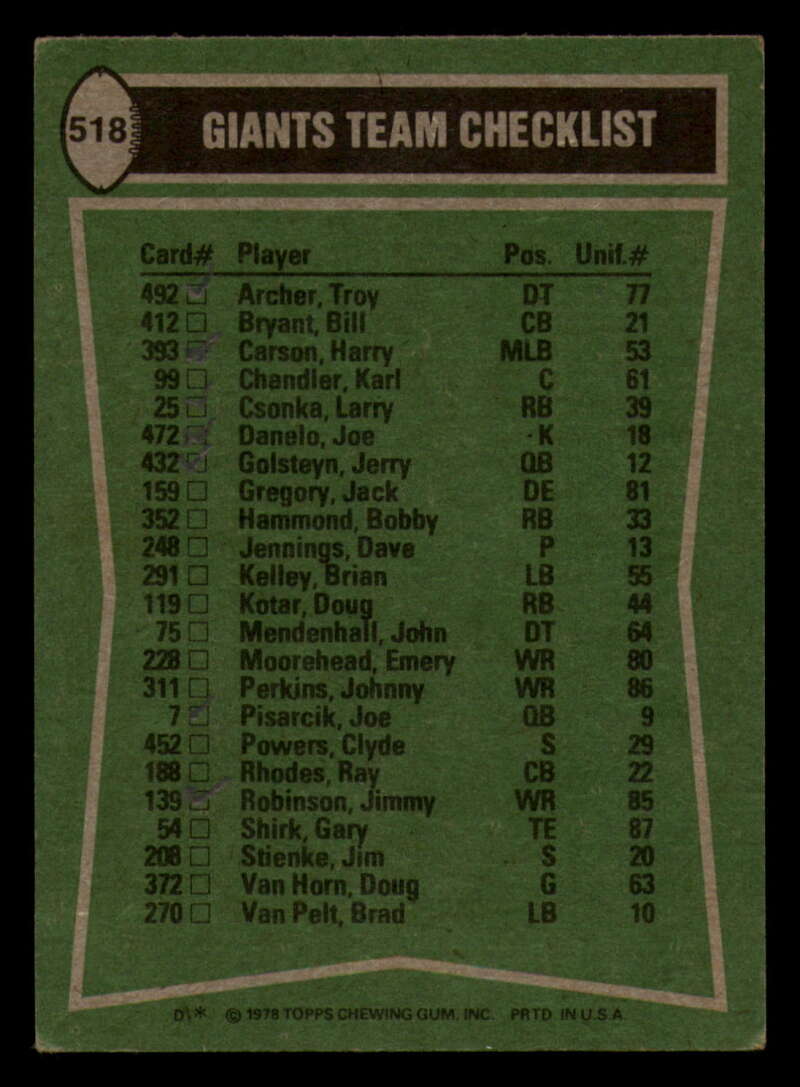 518
GIANTS TEAM CHECKLIST
Card# Player Pos. Unif.#
492 Archer, Troy DT 77
412 Bryant, Bill CB 21
393 Carson, Harry MLB 53
99 Chandler, Karl C 61
25 Csonka, Larry RB 39
472 Danelo, Joe K 18
432 Golsteyn, Jerry QB 12
159 Gregory, Jack DE 81
352 Hammond, Bobby RB 33
248 Jennings, Dave P 13
291 Kelley, Brian LB 55
119 Kotar, Doug RB 44
75 Mendenhall, John DT 64
228 Moorehead, Emery WR 80
311 Perkins, Johnny WR 86
7 Pisarcik, Joe QB 9
452 Powers, Clyde S 29
188 Rhodes, Ray CB 22
139 Robinson, Jimmy WR 85
54 Shirk, Gary TE 87
208 Stienke, Jim S 20
372 Van Horn, Doug G 63
270 Van Pelt, Brad LB 10
D\* © 1978 TOPPS CHEWING GUM, INC. PRTD. IN U.S.A.